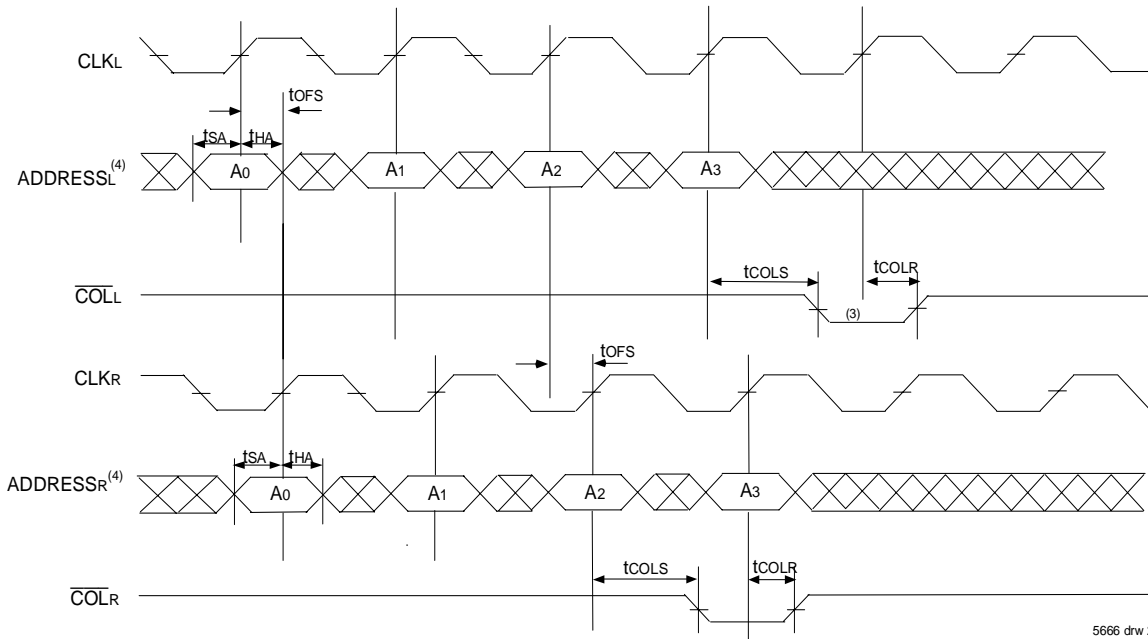 CLKL
tOFS
tSA tHA
ADDRESSL(4) A0 A1 A2 A3
tCOLS tCOLR
COLL (3)
tOFS
CLKR
tSA tHA
ADDRESSR(4) A0 A1 A2 A3
tCOLS tCOLR
COLR
5666 drw